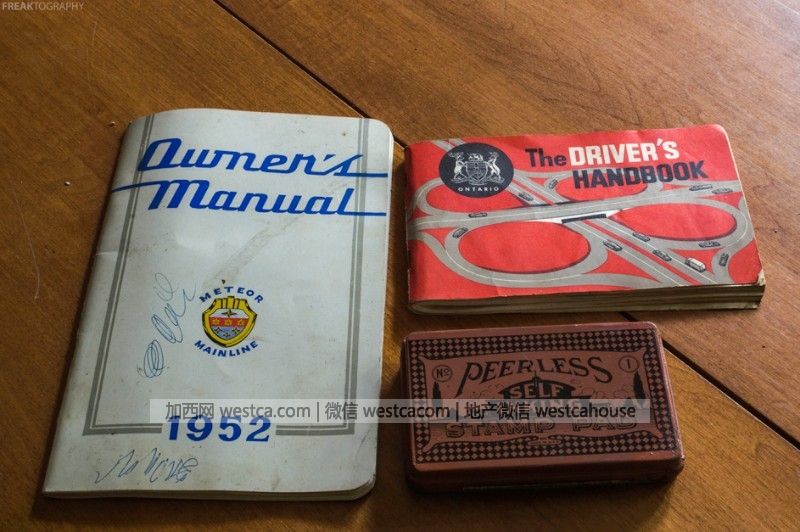 FREAKTOGRAPHY
Owner's
Manual
METEOR
MAINLINE
1952
The DRIVER'S
HANDBOOK
ONTARIO
PEERLESS
No 1
SELF
STAMP PAD
加西网 westca.com | 微信 westcacom | 地产微信 westcahouse